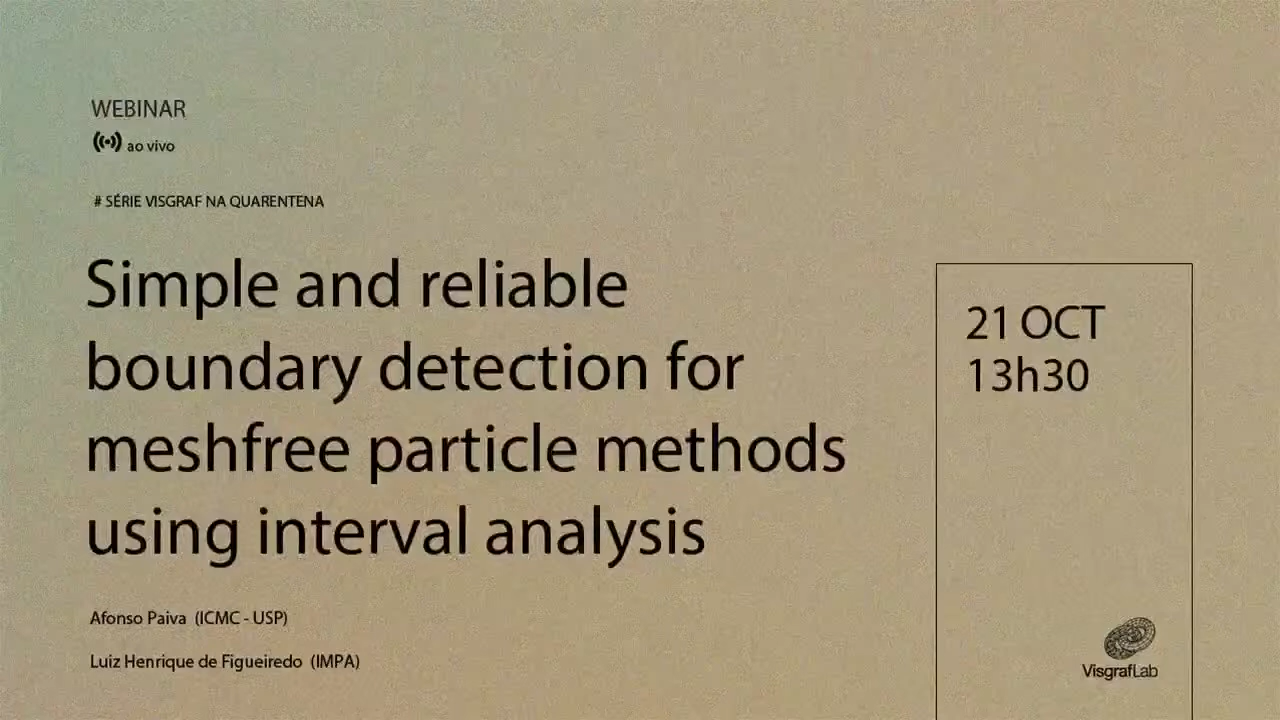 WEBINAR
ao vivo
# SÉRIE VISGRAF NA QUARENTENA
Simple and reliable
boundary detection for
meshfree particle methods
using interval analysis
Afonso Paiva (ICMC - USP)
Luiz Henrique de Figueiredo (IMPA)
21 OCT
13h30
VisgrafLab